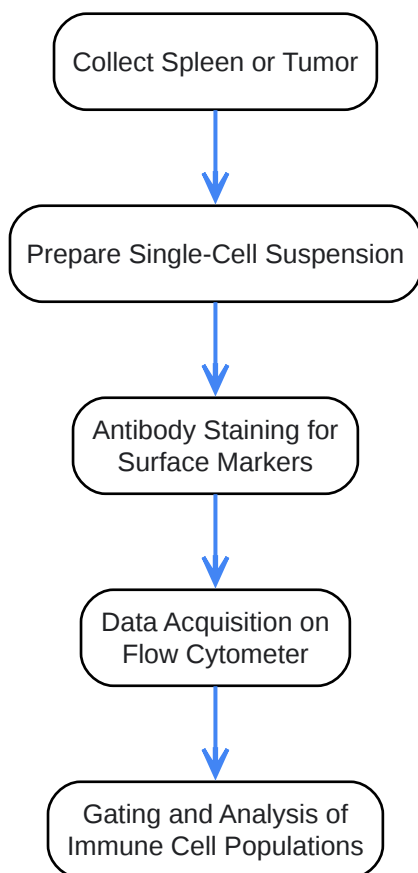 Collect Spleen or Tumor
Prepare Single-Cell Suspension
Antibody Staining for
Surface Markers
Data Acquisition on
Flow Cytometer
Gating and Analysis of
Immune Cell Populations